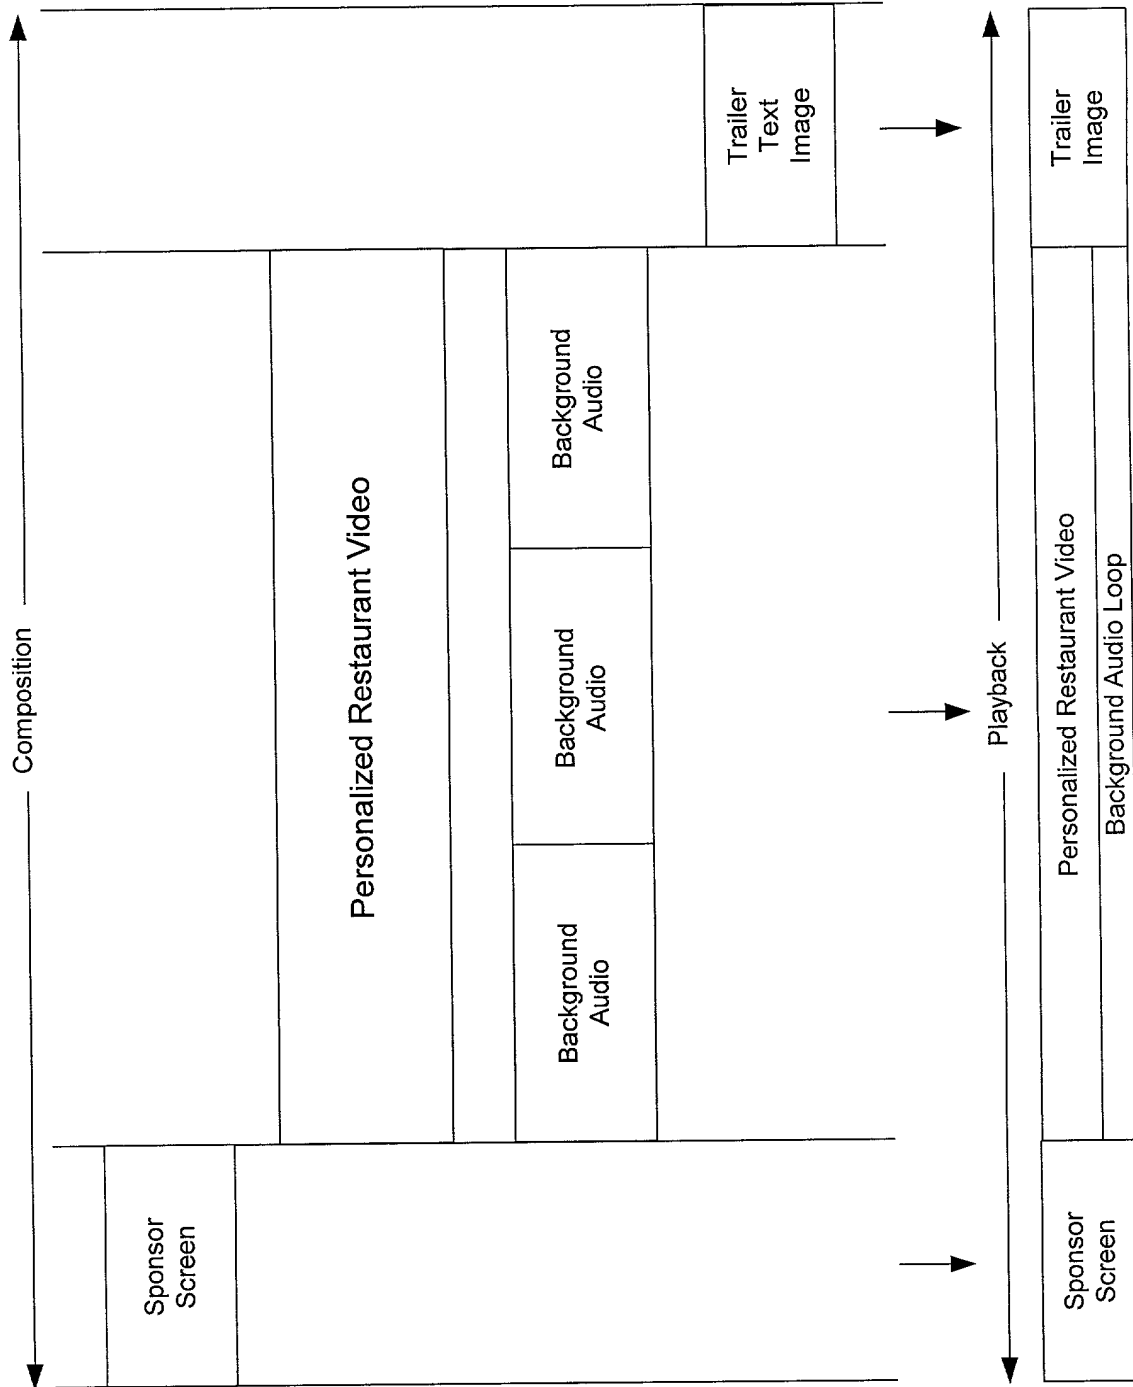 Composition
Sponsor
Screen
Personalized Restaurant Video
Background
Audio
Background
Audio
Background
Audio
Trailer
Text
Image
Playback
Sponsor
Screen
Personalized Restaurant Video
Background Audio Loop
Trailer
Image